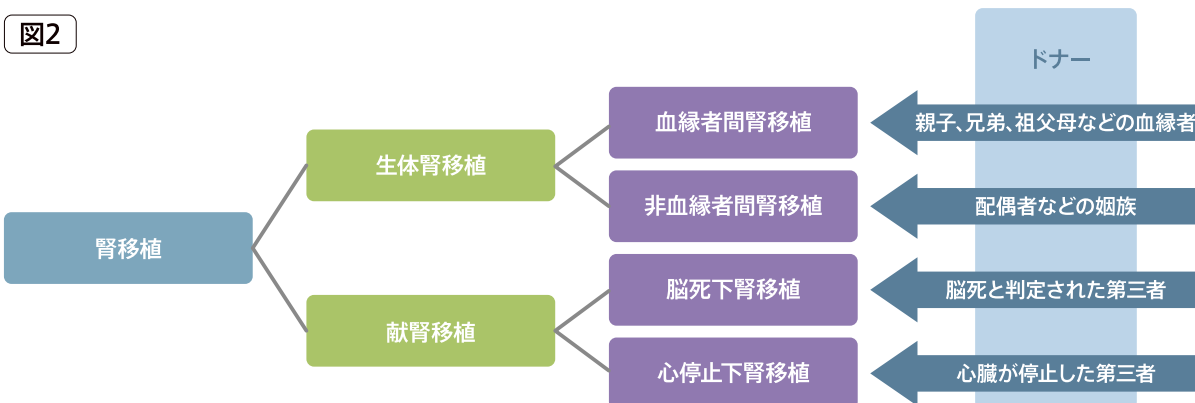 図2
ドナー
血縁者間腎移植
親子、兄弟、祖父母などの血縁者
生体腎移植
非血縁者間腎移植
配偶者などの姻族
腎移植
脳死下腎移植
脳死と判定された第三者
献腎移植
心停止下腎移植
心臓が停止した第三者